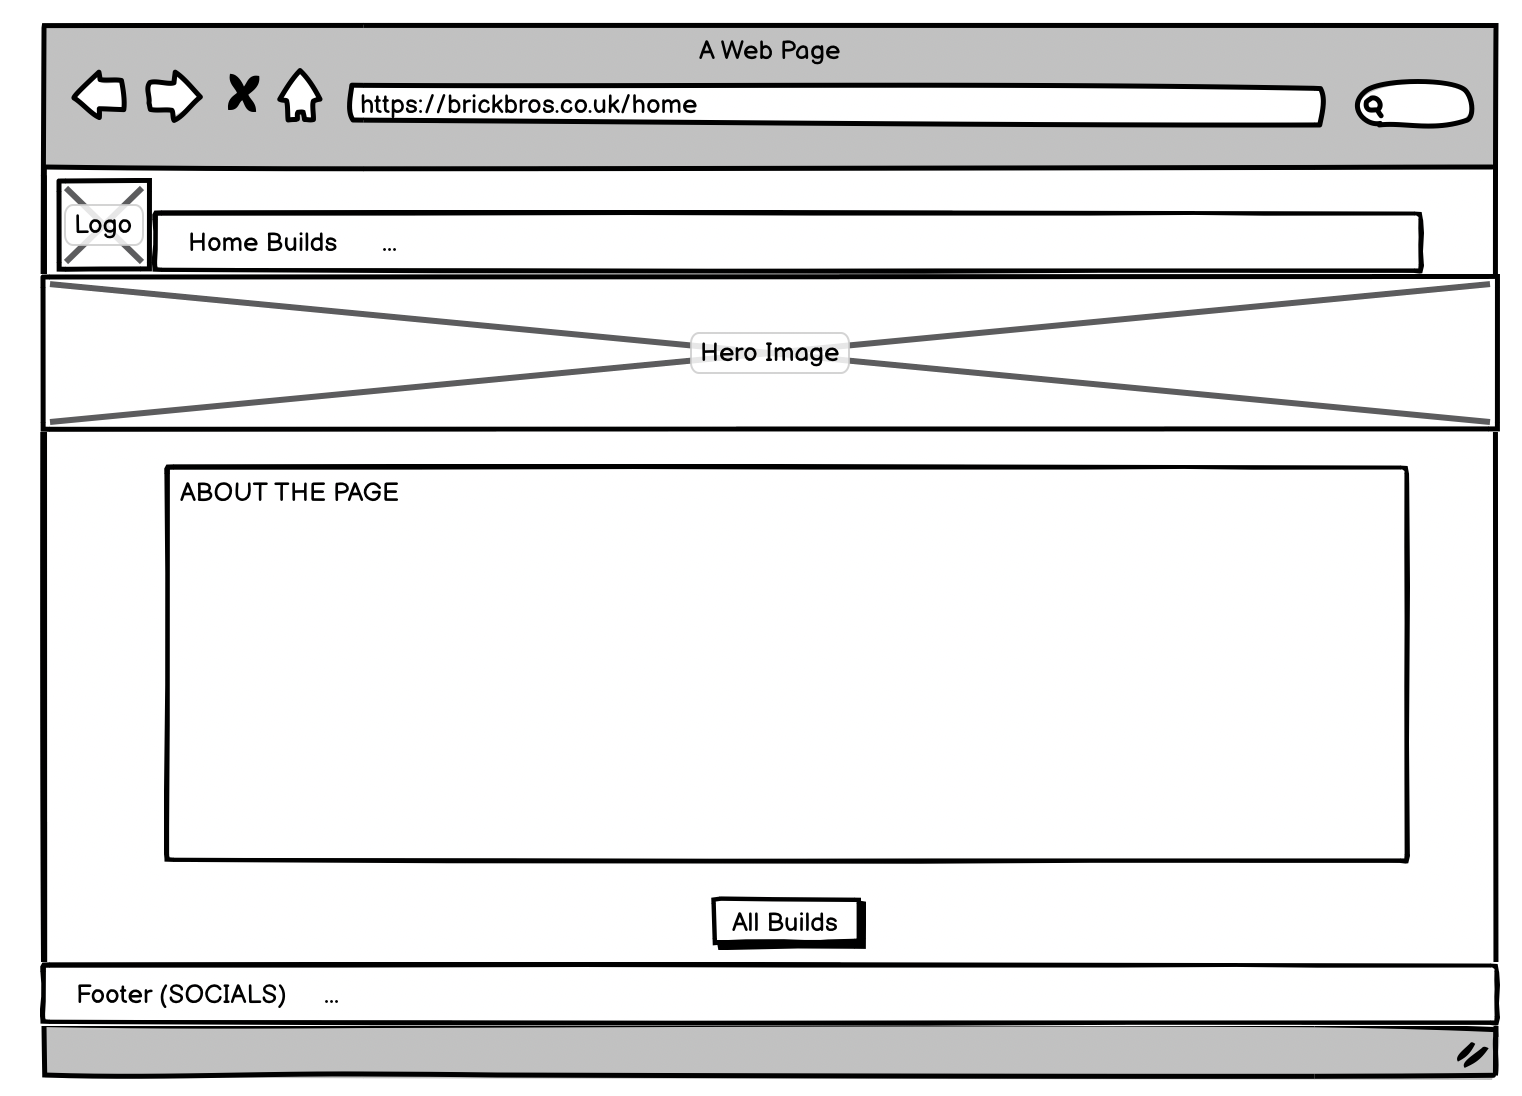 A Web Page
https://brickbros.co.uk/home
Logo
Home Builds ...
Hero Image
ABOUT THE PAGE
All Builds
Footer (SOCIALS) ...